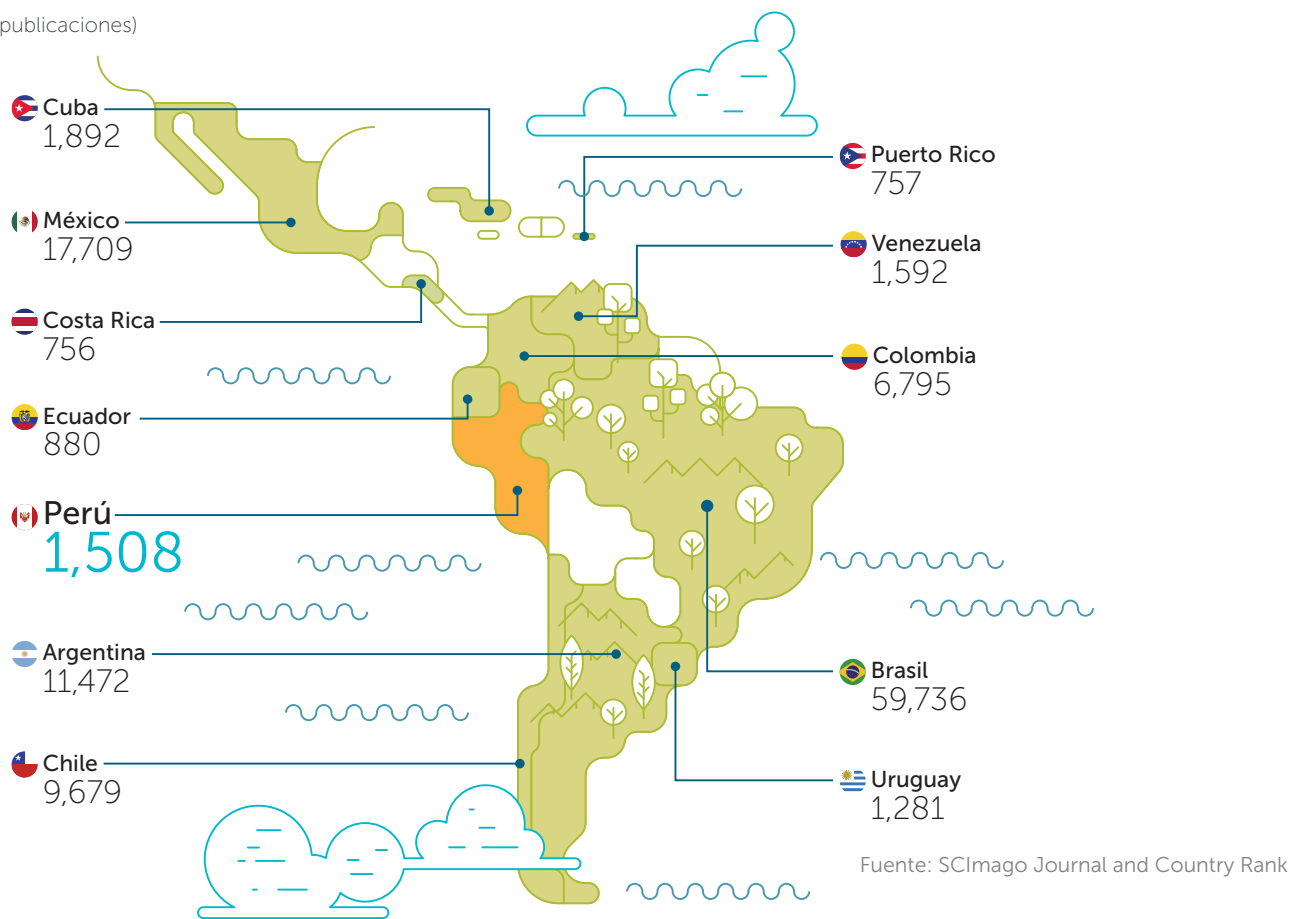 publicaciones)
Cuba
1,892
México
17,709
Costa Rica
756
Ecuador
880
Perú
1,508
Argentina
11,472
Chile
9,679
Puerto Rico
757
Venezuela
1,592
Colombia
6,795
Brasil
59,736
Uruguay
1,281
Fuente: SCImago Journal and Country Rank